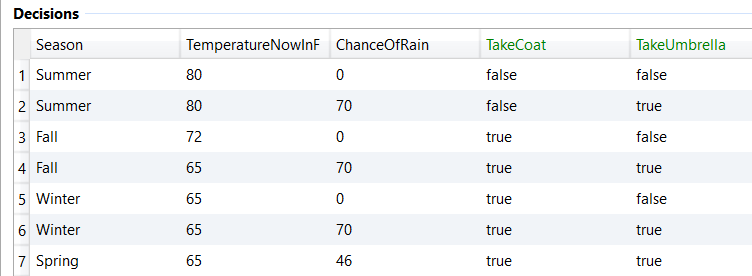 Decisions
Season TemperatureNowInF ChanceOfRain TakeCoat TakeUmbrella
1 Summer 80 0 false false
2 Summer 80 70 false true
3 Fall 72 0 true false
4 Fall 65 70 true true
5 Winter 65 0 true false
6 Winter 65 70 true true
7 Spring 65 46 true true